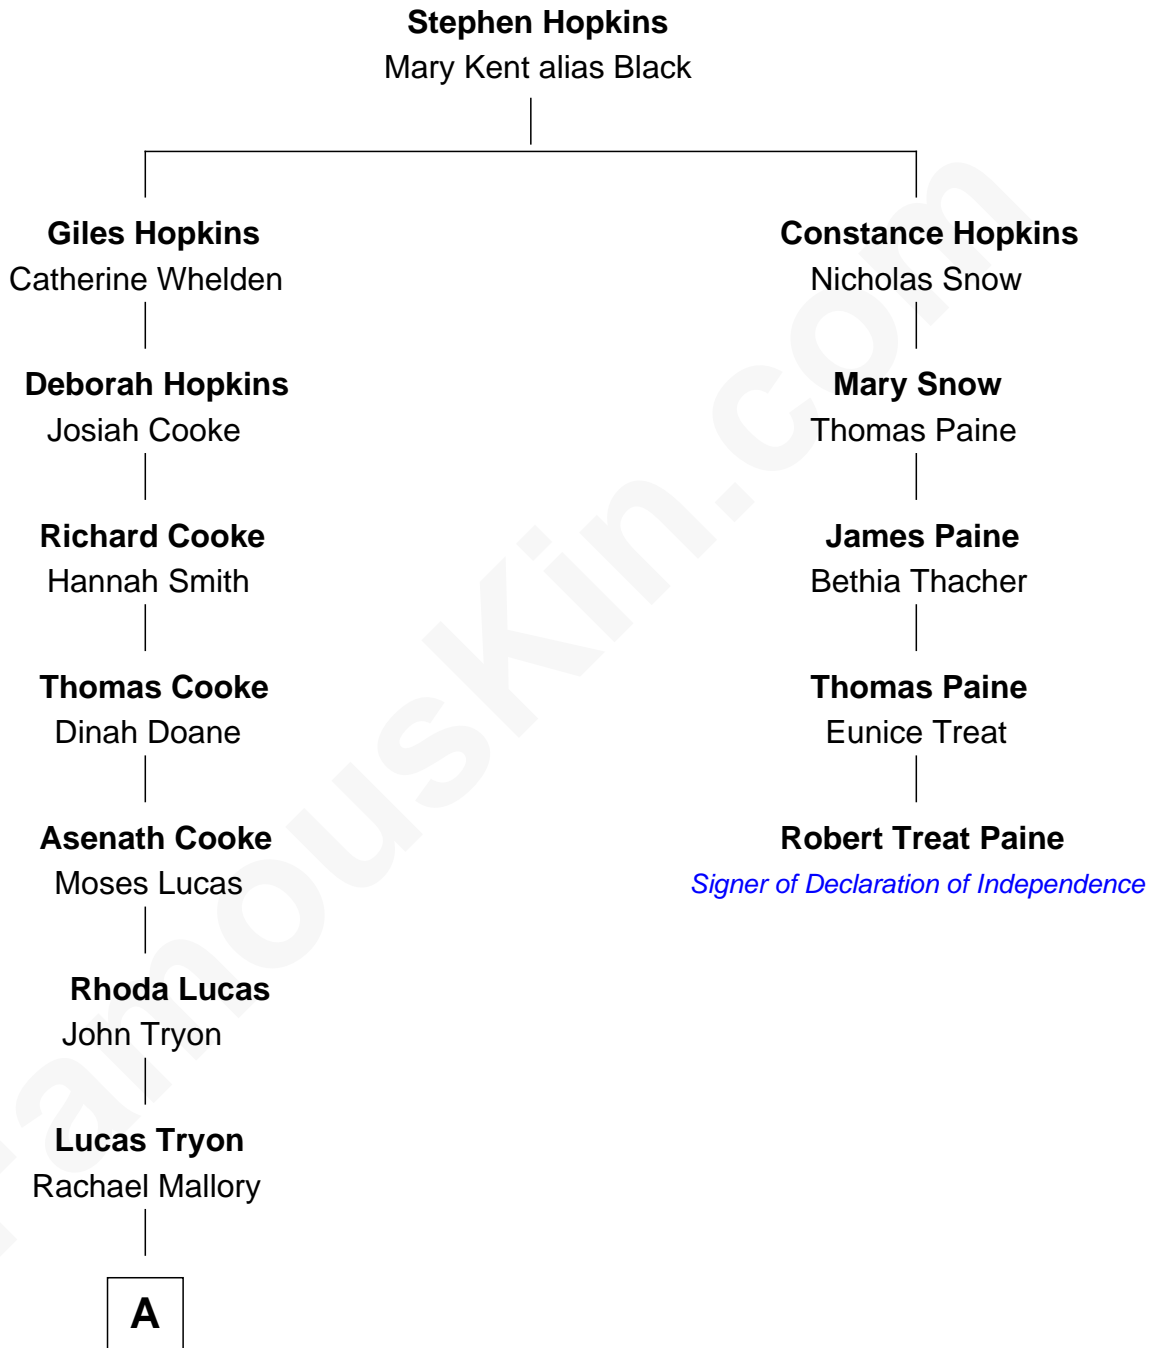 Stephen Hopkins
Mary Kent alias Black
Giles Hopkins
Catherine Whelden
Deborah Hopkins
Josiah Cooke
Richard Cooke
Hannah Smith
Thomas Cooke
Dinah Doane
Asenath Cooke
Moses Lucas
Rhoda Lucas
John Tryon
Lucas Tryon
Rachael Mallory
A
Constance Hopkins
Nicholas Snow
Mary Snow
Thomas Paine
James Paine
Bethia Thacher
Thomas Paine
Eunice Treat
Robert Treat Paine
Signer of Declaration of Independence
FamousKin.com